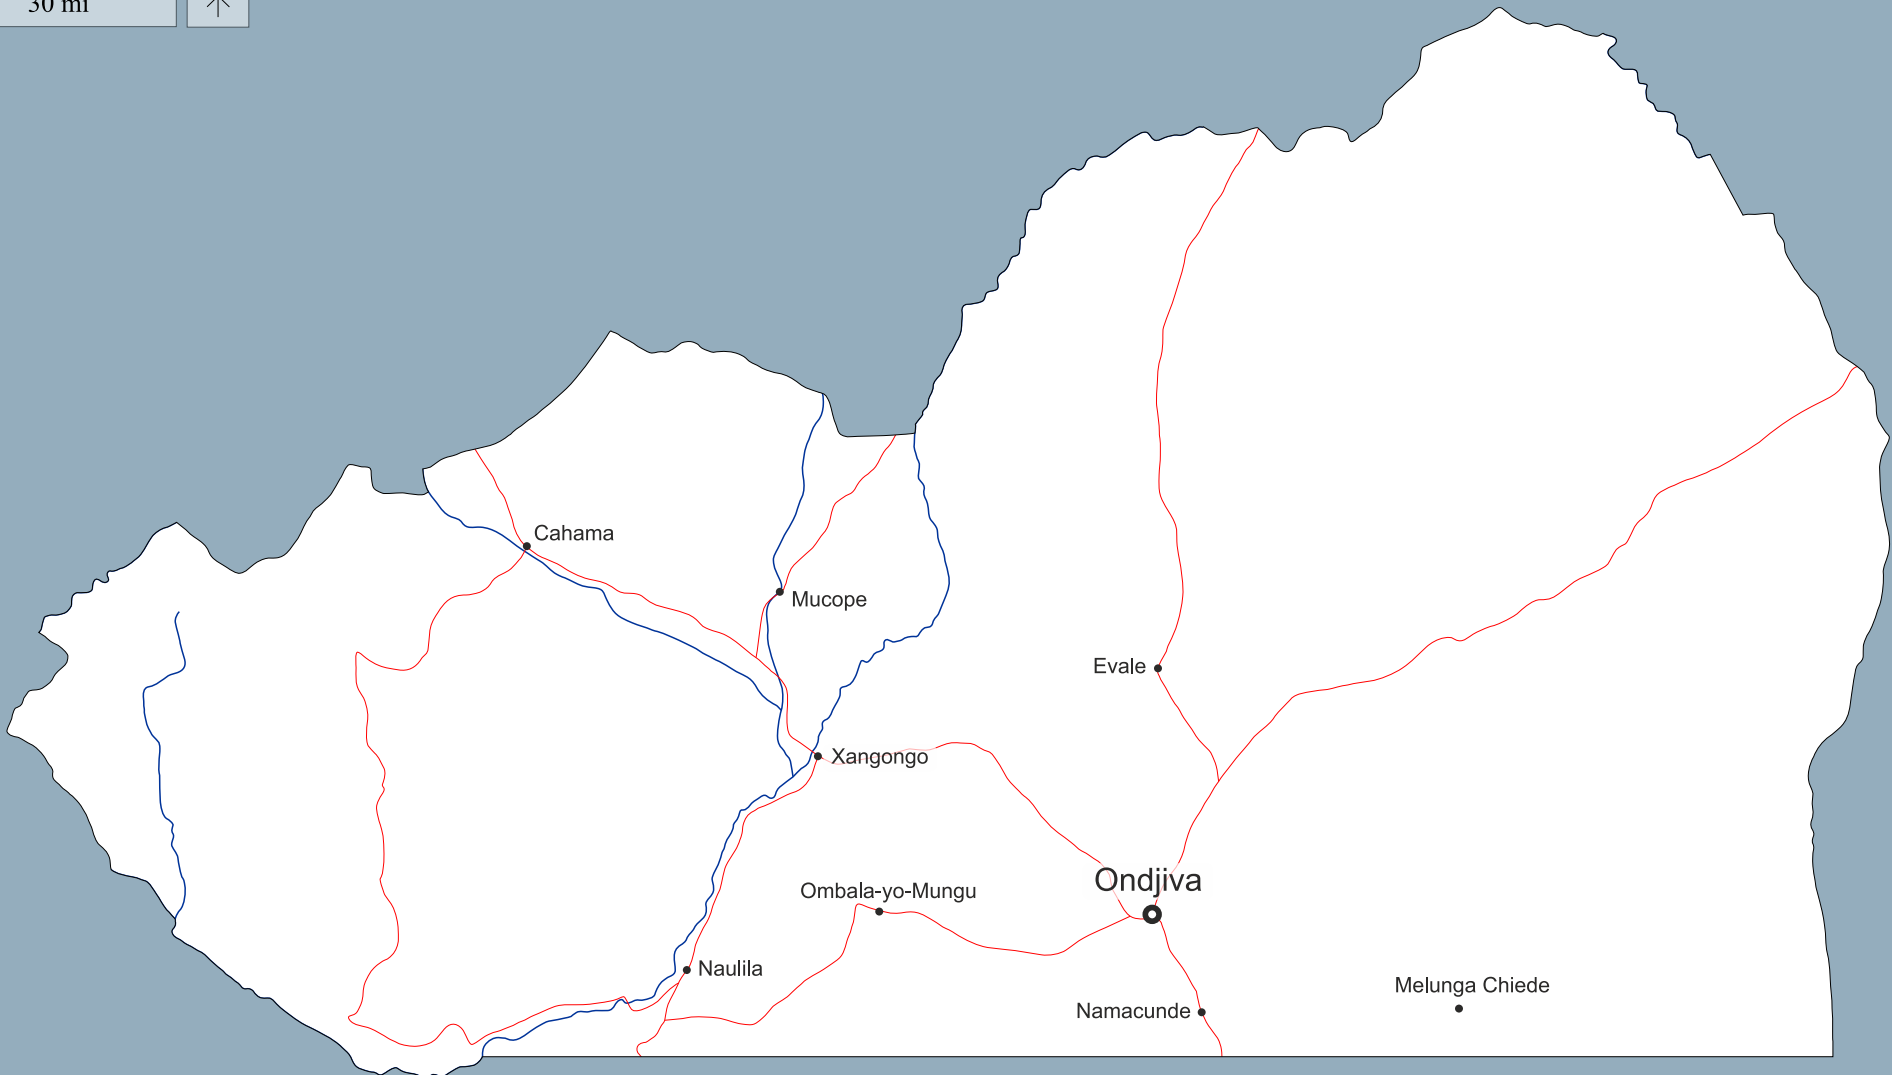 30 mi
Cahama
Mucope
Evale
Xangongo
Ondjiva
Ombala-yo-Mungu
Naulila
Melunga Chiede
Namacunde